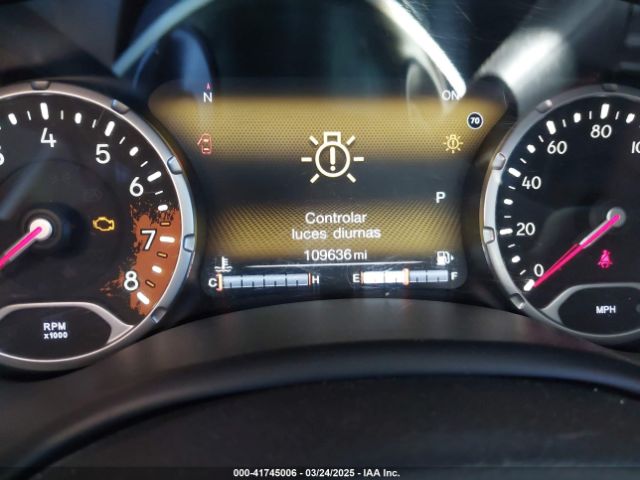 N
ON
70
3
4
5
6
7
8
RPM
x1000
P
Controlar
luces diurnas
109636 mi
C
H
E
F
0
20
40
60
80
MPH
000-41745006 - 03/24/2025 - IAA Inc.